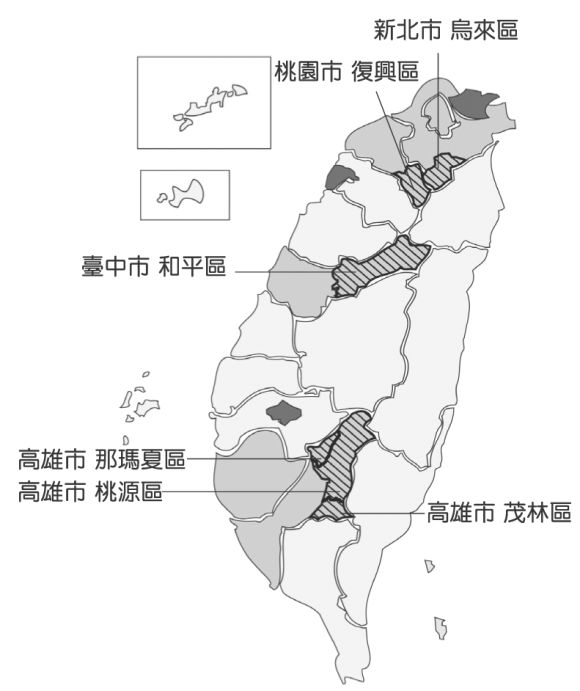 新北市 烏來區
桃園市 復興區
臺中市 和平區
高雄市 那瑪夏區
高雄市 桃源區
高雄市 茂林區